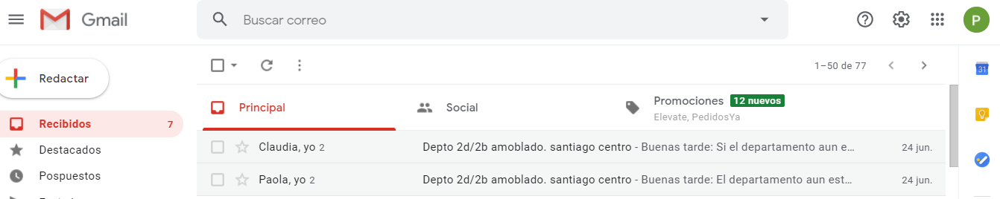 Gmail
Buscar correo
P
Redactar
1–50 de 77
31
Principal
Social
Promociones 12 nuevos
Elevate, PedidosYa
Recibidos 7
Destacados
Pospuestos
Claudia, yo 2 Depto 2d/2b amoblado. santiago centro - Buenas tarde: Si el departamento aun e… 24 jun.
Paola, yo 2 Depto 2d/2b amoblado. santiago centro - Buenas tarde: El departamento aun est… 24 jun.